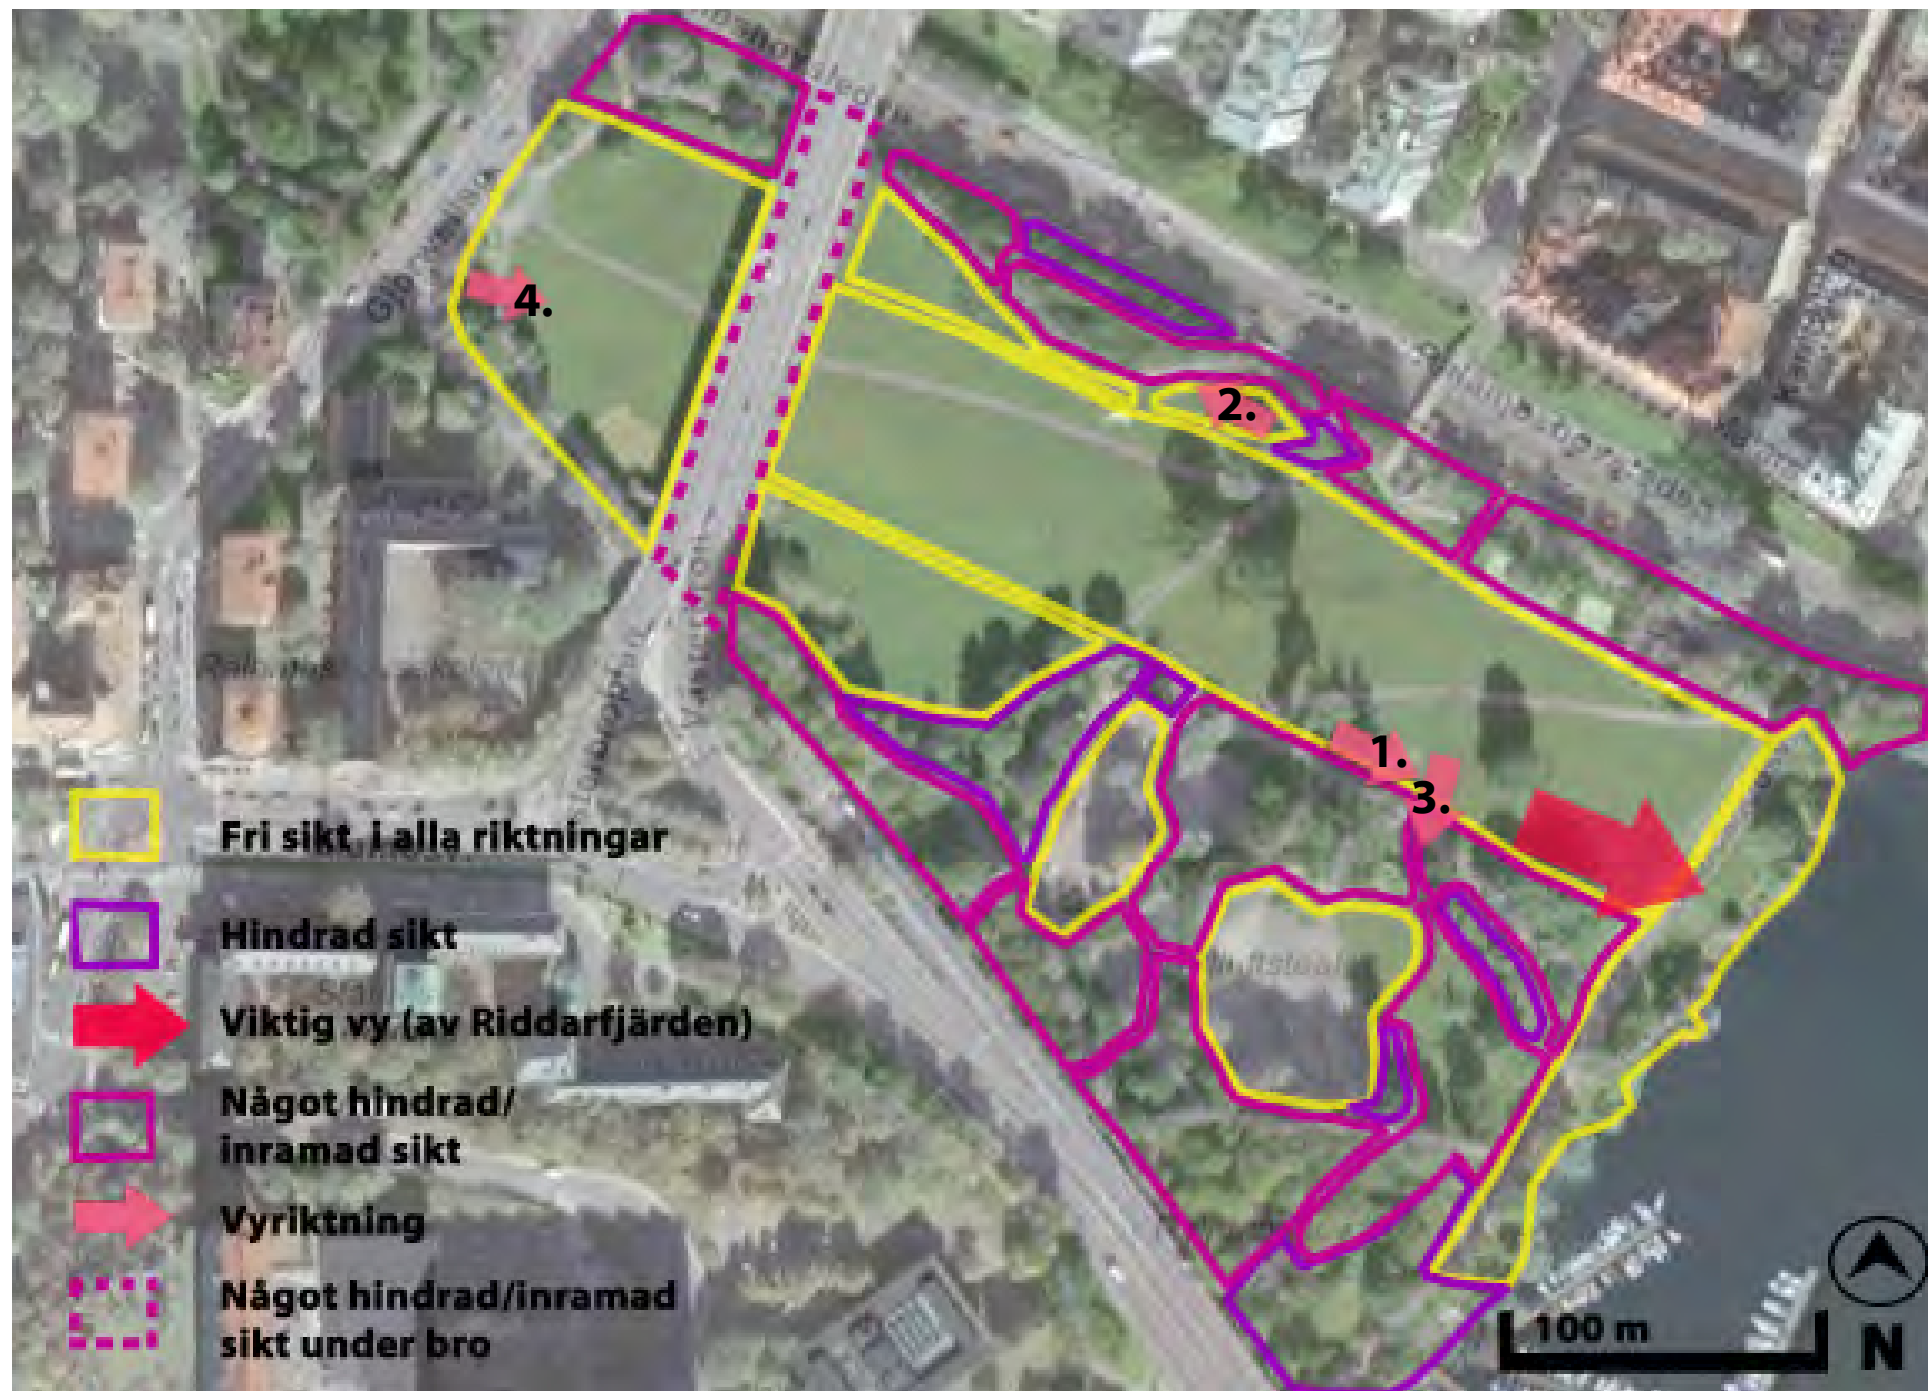 4.
2.
1.
3.
Fri sikt i alla riktningar
Hindrad sikt
Viktig vy (av Riddarfjärden)
Något hindrad/
inramad sikt
Vyriktning
Något hindrad/inramad
sikt under bro
100 m
N